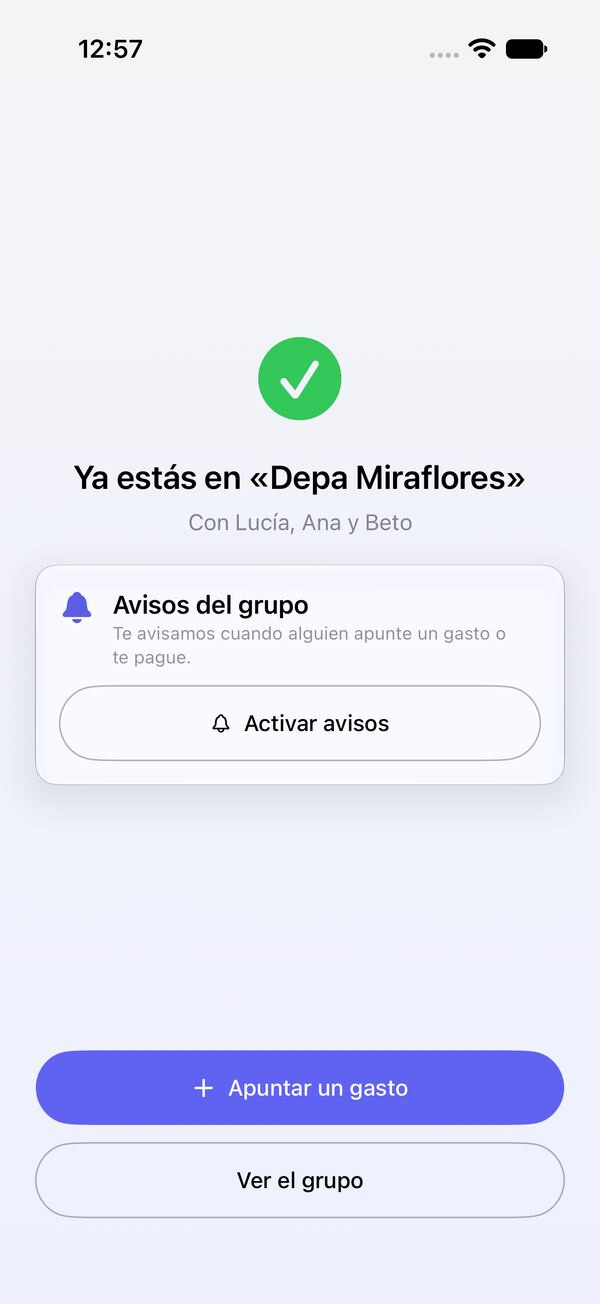 12:57
Ya estás en «Depa Miraflores»
Con Lucía, Ana y Beto
Avisos del grupo
Te avisamos cuando alguien apunte un gasto o
te pague.
Activar avisos
Apuntar un gasto
Ver el grupo